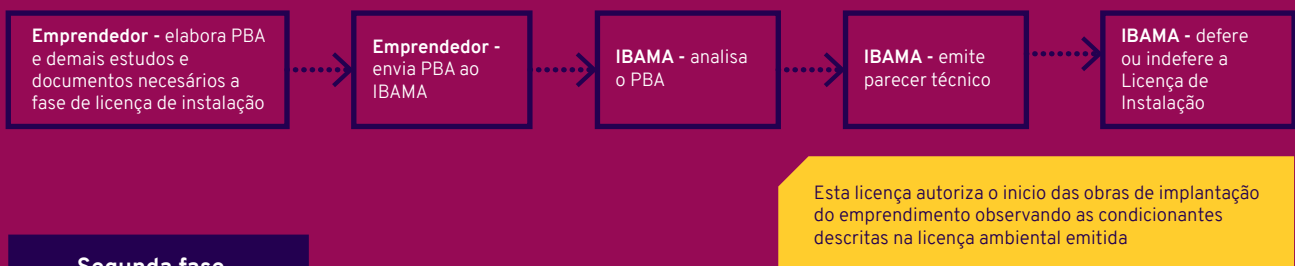 Emprendedor - elabora PBA
e demais estudos e
documentos necesários a
fase de licença de instalação
Emprendedor -
envia PBA ao
IBAMA
IBAMA - analisa
o PBA
IBAMA - emite
parecer técnico
IBAMA - defere
ou indefere a
Licença de
Instalação
Esta licença autoriza o inicio das obras de implantação
do emprendimento observando as condicionantes
descritas na licença ambiental emitida
Segunda fase